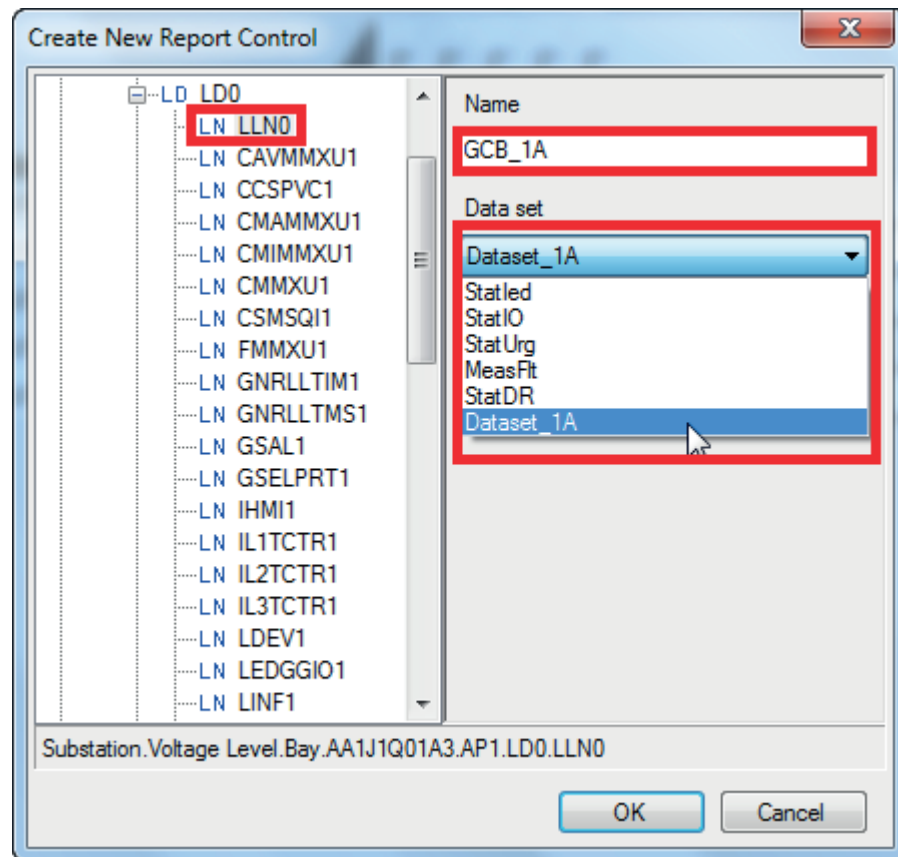 Create New Report Control
LD LD0
LN LLN0
LN CAVMMXU1
LN CCSPVC1
LN CMAMMXU1
LN CMIMMXU1
LN CMMXU1
LN CSMSQI1
LN FMMXU1
LN GNRLLTIM1
LN GNRLLTMS1
LN GSAL1
LN GSELPRT1
LN IHMI1
LN IL1TCTR1
LN IL2TCTR1
LN IL3TCTR1
LN LDEV1
LN LEDGGIO1
LN LINF1
Name
GCB_1A
Data set
Dataset_1A
StatIed
StatIO
StatUrg
MeasFlt
StatDR
Dataset_1A
Substation.Voltage Level.Bay.AA1J1Q01A3.AP1.LD0.LLN0
OK
Cancel